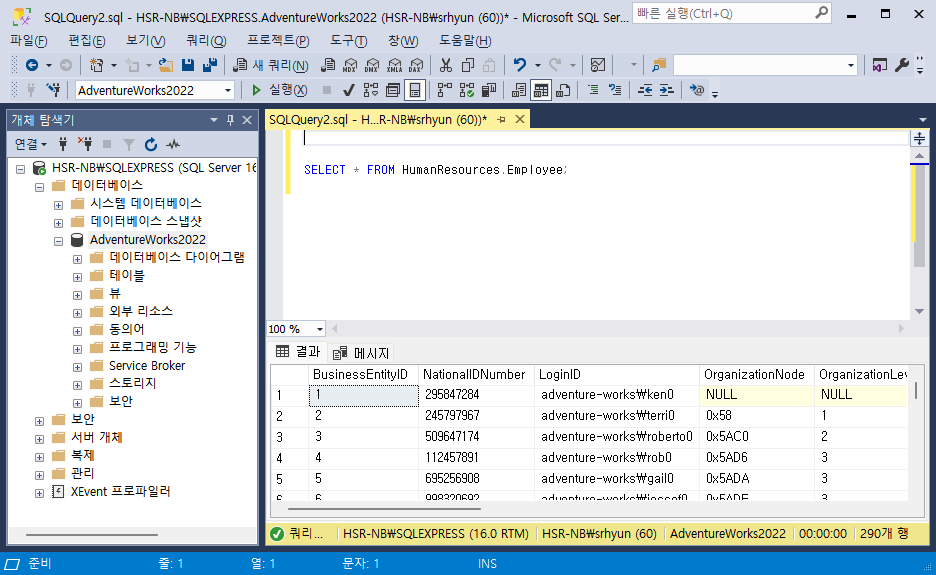 SQLQuery2.sql - HSR-NB₩SQLEXPRESS.AdventureWorks2022 (HSR-NB₩srhyun (60))* - Microsoft SQL Ser...
빠른 실행(Ctrl+Q)
파일(F) 편집(E) 보기(V) 쿼리(Q) 프로젝트(P) 도구(T) 창(W) 도움말(H)
새 쿼리(N) MDX DMX XMLA DAX
AdventureWorks2022 실행(X)
개체 탐색기
연결
HSR-NB₩SQLEXPRESS (SQL Server 16
데이터베이스
시스템 데이터베이스
데이터베이스 스냅샷
AdventureWorks2022
데이터베이스 다이어그램
테이블
뷰
외부 리소스
동의어
프로그래밍 기능
Service Broker
스토리지
보안
보안
서버 개체
복제
관리
XEvent 프로파일러
SQLQuery2.sql - H...R-NB₩srhyun (60))*
SELECT * FROM HumanResources.Employee;
100 %
결과 메시지
BusinessEntityID NationalIDNumber LoginID OrganizationNode OrganizationLev
1 1 295847284 adventure-works₩ken0 NULL NULL
2 2 245797967 adventure-works₩terri0 0x58 1
3 3 509647174 adventure-works₩roberto0 0x5AC0 2
4 4 112457891 adventure-works₩rob0 0x5AD6 3
5 5 695256908 adventure-works₩gail0 0x5ADA 3
6 6 998320692 adventure-works₩jossef0 0x5ADE 3
쿼리... HSR-NB₩SQLEXPRESS (16.0 RTM) HSR-NB₩srhyun (60) AdventureWorks2022 00:00:00 290개 행
준비 줄: 1 열: 1 문자: 1 INS